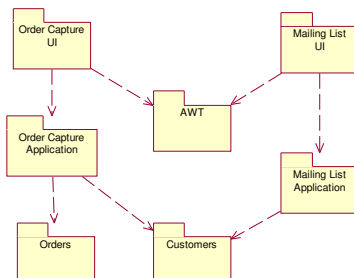 Order Capture
UI
Mailing List
UI
AWT
Order Capture
Application
Mailing List
Application
Orders
Customers